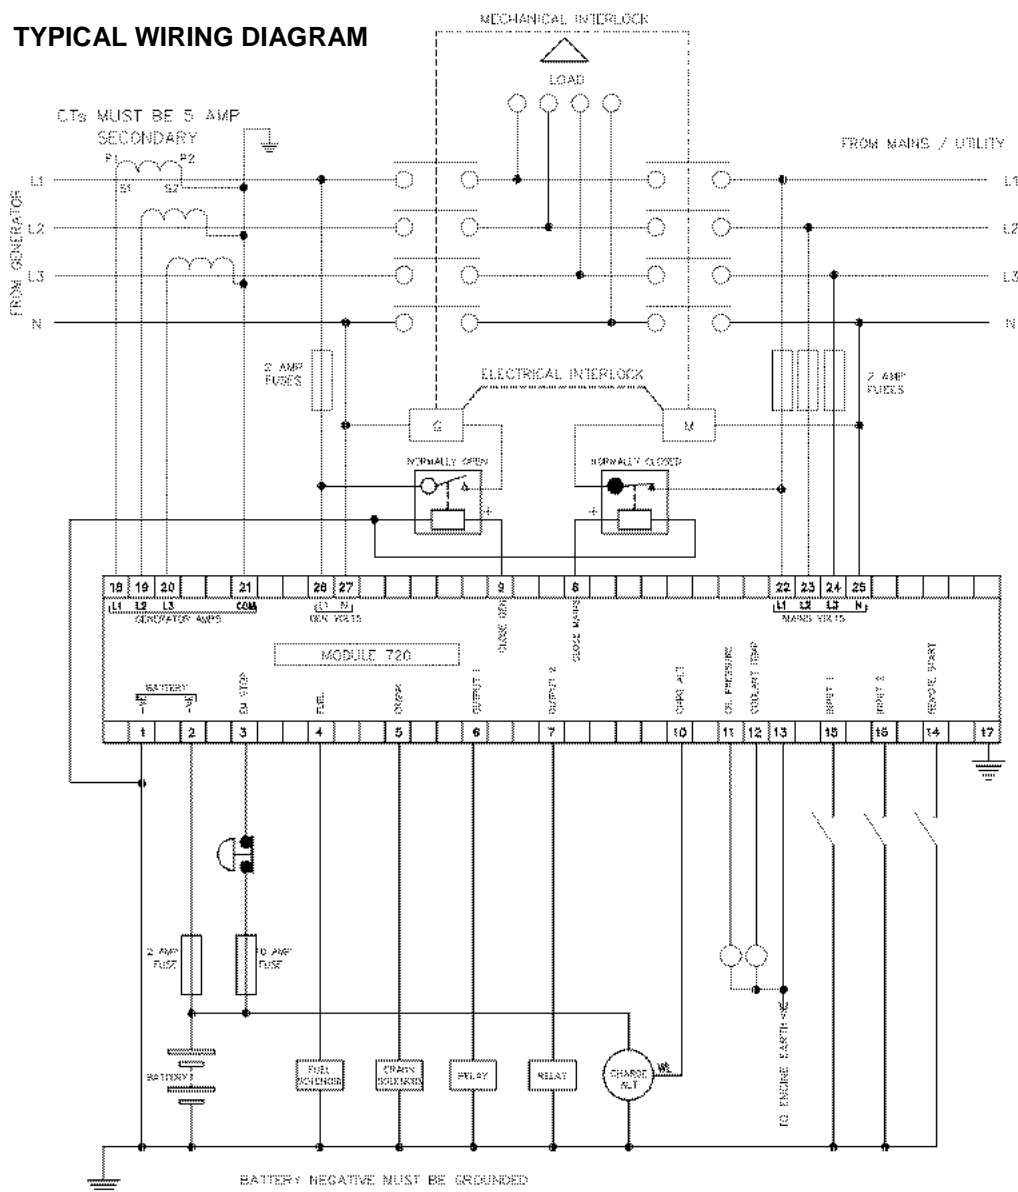 TYPICAL WIRING DIAGRAM
MECHANICAL INTERLOCK
LOAD
CTs MUST BE 5 AMP
SECONDARY
P1 P2
S1 S2
FROM MAINS / UTILITY
FROM GENERATOR
L1 L1
L2 L2
L3 L3
N N
2 AMP
FUSES
ELECTRICAL INTERLOCK
2 AMP
FUSES
G M
NORMALLY OPEN NORMALLY CLOSED
+ +
18 19 20 21 26 27 9 8 22 23 24 25
L1 L2 L3 COM L1 N L1 L2 L3 N
GENERATOR AMPS GEN VOLTS CLOSE GEN CLOSE MAINS MAINS VOLTS
MODULE 720
BATTERY
-VE
EM STOP
FUEL
CRANK
OUTPUT 1
OUTPUT 2
CHRG ALT
OIL PRESSURE
COOLANT TEMP
INPUT 1
INPUT 2
REMOTE START
1 2 3 4 5 6 7 10 11 12 13 15 16 14 17
2 AMP
FUSE
AMP
FUSE
BATTERY
FUEL
SOLENOID
CRANK
SOLENOID
RELAY
RELAY
CHARGE
ALT
WL
TO ENGINE EARTH
BATTERY NEGATIVE MUST BE GROUNDED